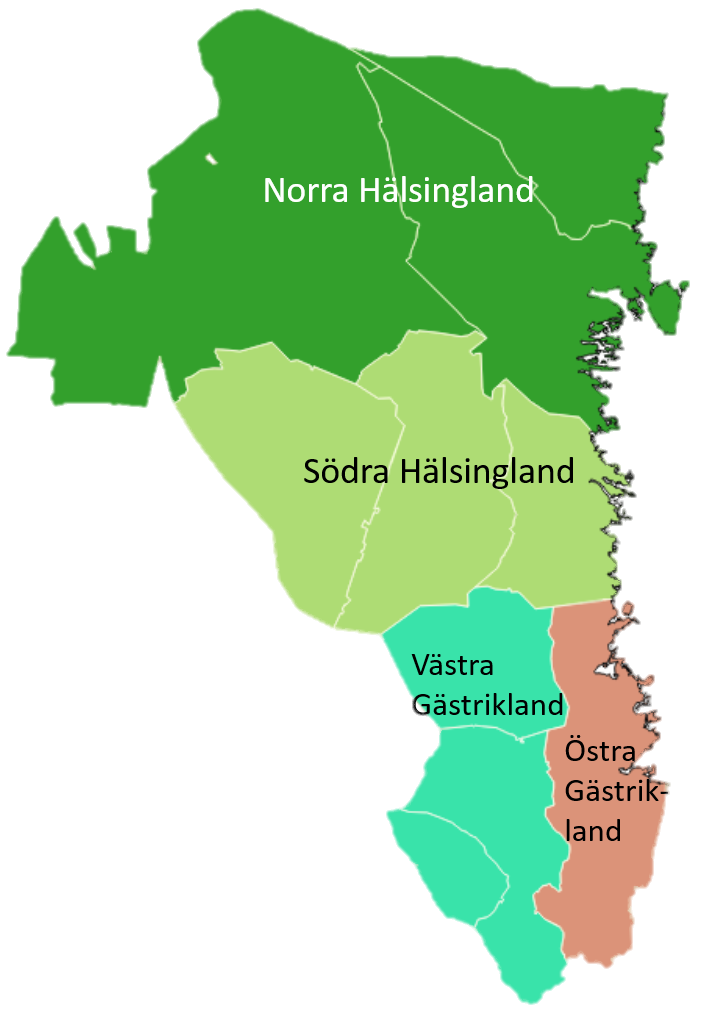 Norra Hälsingland
Södra Hälsingland
Västra
Gästrikland
Östra
Gästrik-
land